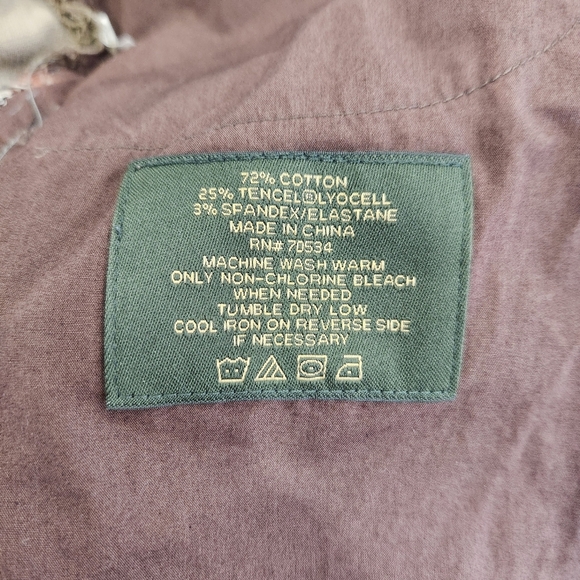 72% COTTON
25% TENCEL® LYOCELL
3% SPANDEX/ELASTANE
MADE IN CHINA
RN# 70534
MACHINE WASH WARM
ONLY NON-CHLORINE BLEACH
WHEN NEEDED
TUMBLE DRY LOW
COOL IRON ON REVERSE SIDE
IF NECESSARY